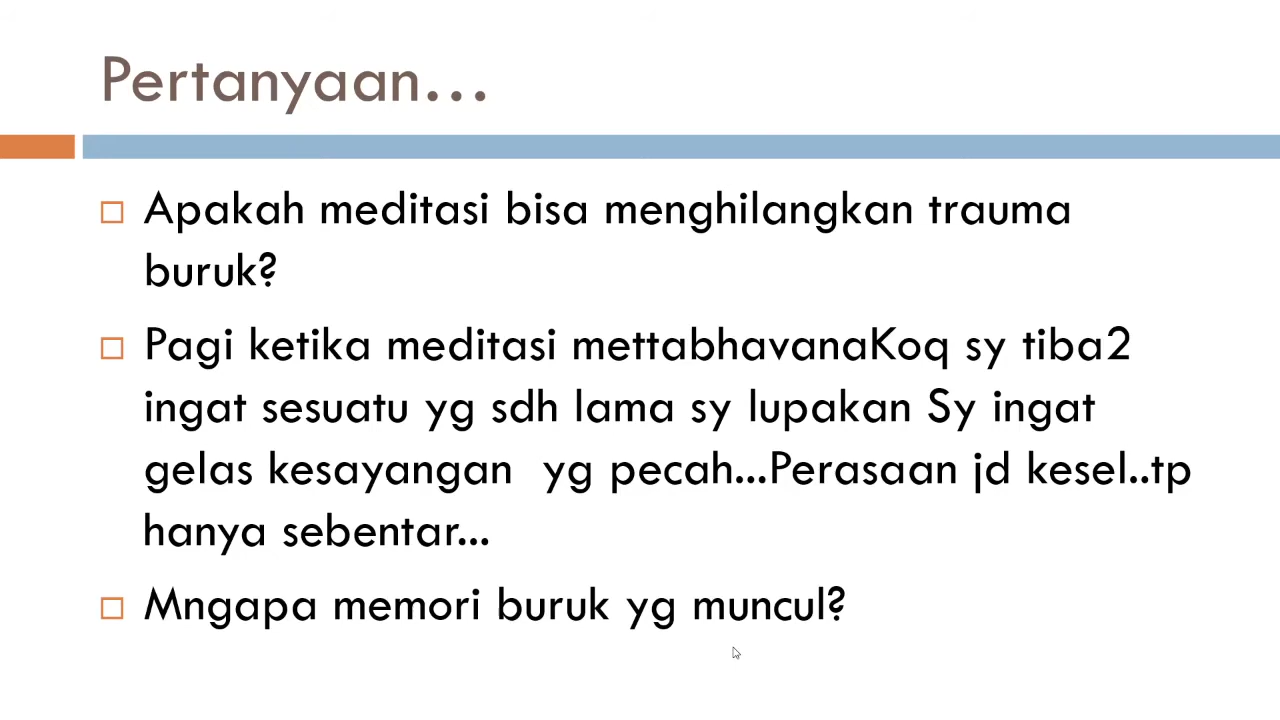 Pertanyaan...
Apakah meditasi bisa menghilangkan trauma
buruk?
Pagi ketika meditasi mettabhavanaKoq sy tiba2
ingat sesuatu yg sdh lama sy lupakan Sy ingat
gelas kesayangan  yg pecah...Perasaan jd kesel..tp
hanya sebentar...
Mngapa memori buruk yg muncul?